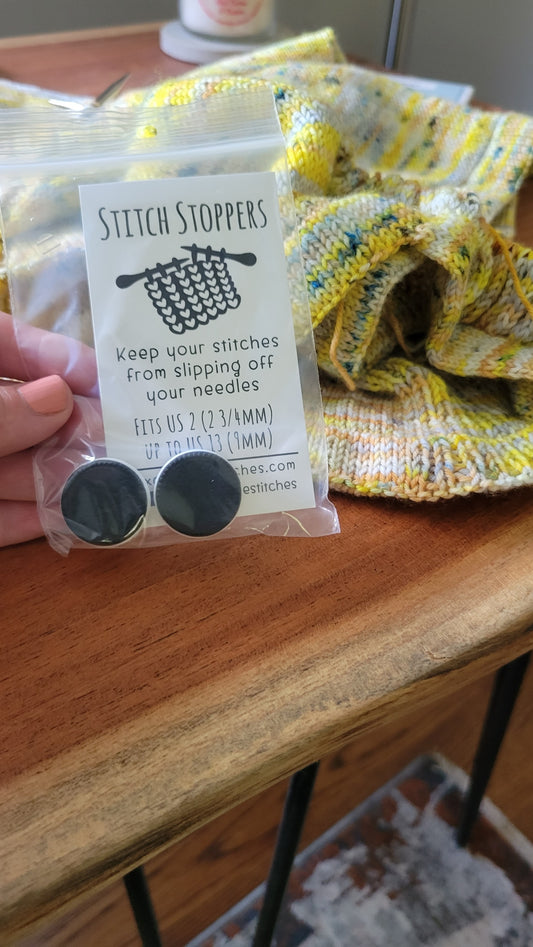 STITCH STOPPERS
Keep your stitches
from slipping off
your needles
FITS US 2 (2 3/4MM)
UP TO US 13 (9MM)